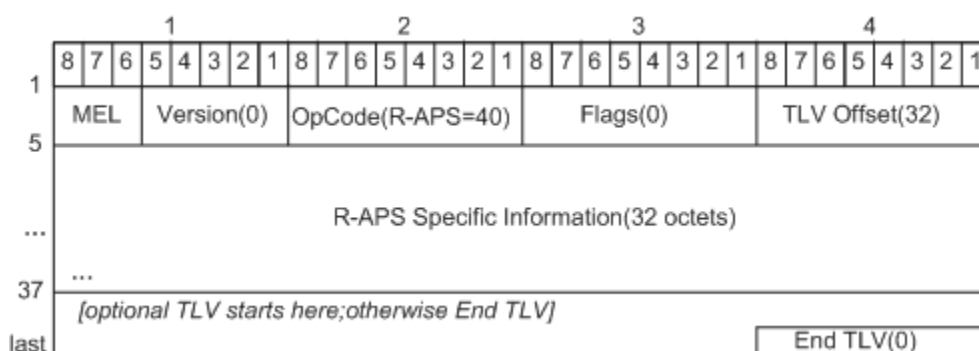 1 2 3 4
8 7 6 5 4 3 2 1 8 7 6 5 4 3 2 1 8 7 6 5 4 3 2 1 8 7 6 5 4 3 2 1
1
MEL Version(0) OpCode(R-APS=40) Flags(0) TLV Offset(32)
5
R-APS Specific Information(32 octets)
...
...
37
[optional TLV starts here;otherwise End TLV]
last End TLV(0)